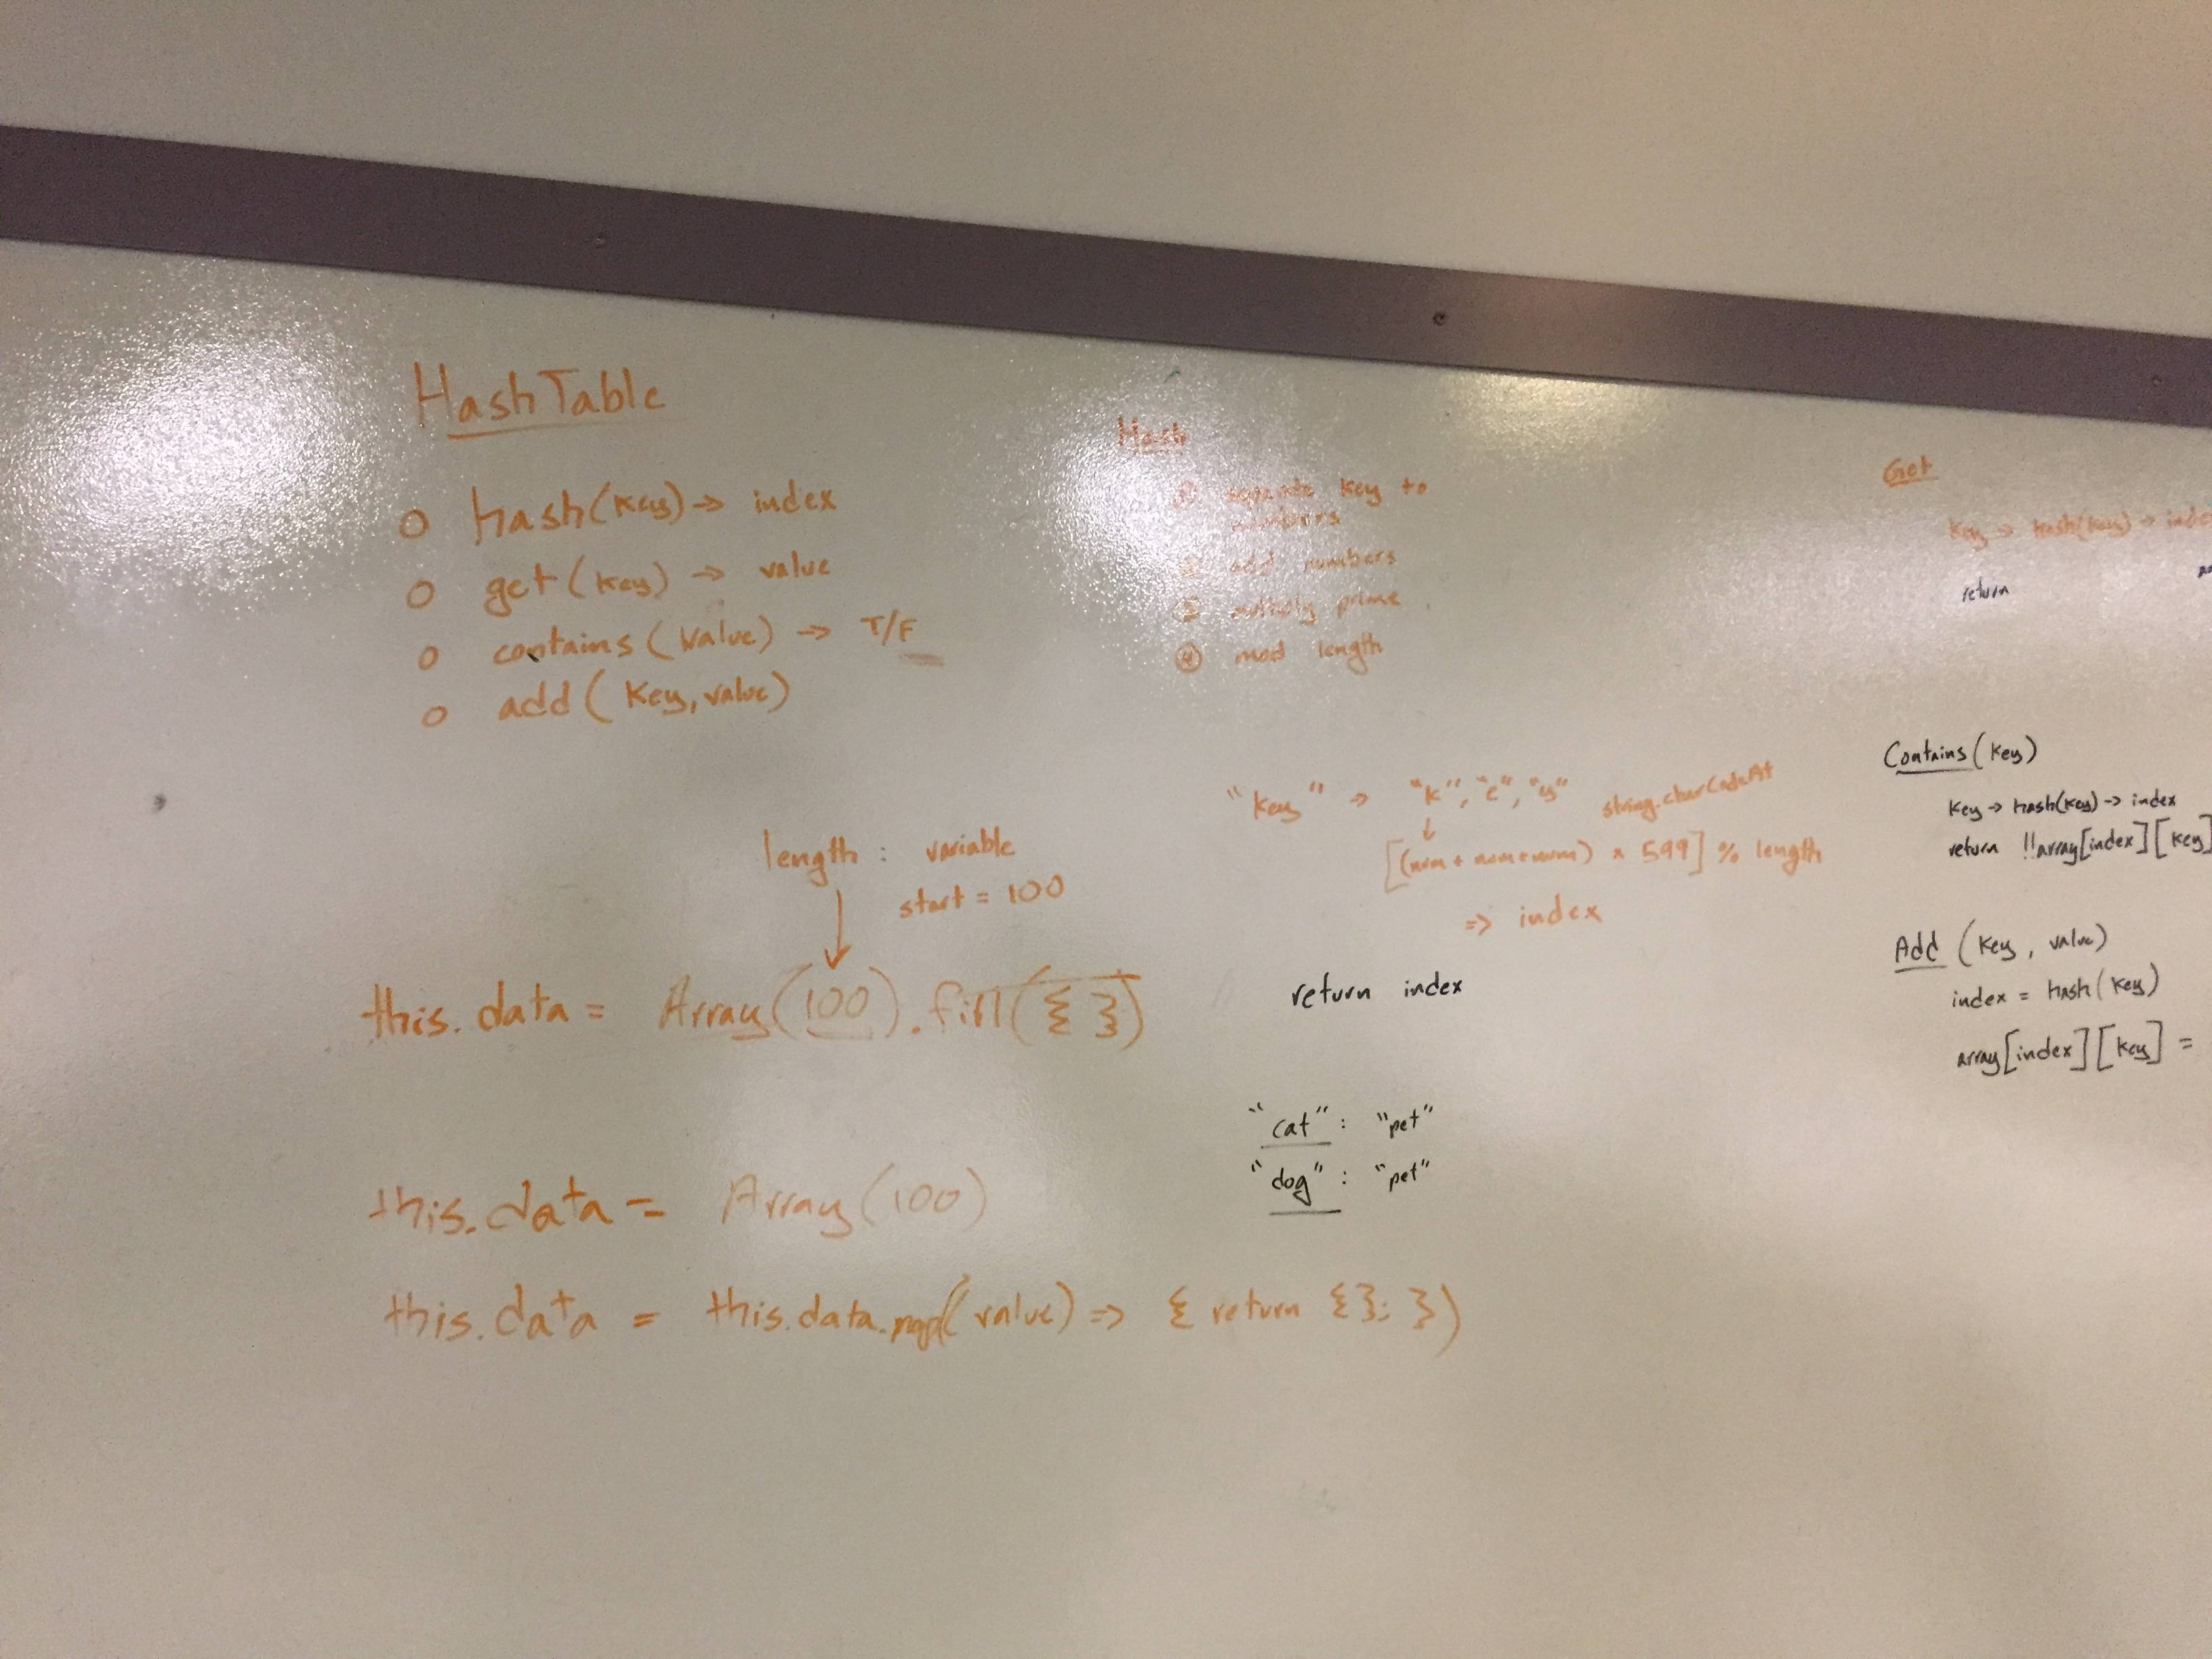 HashTable
O hash(key) → index
O get(key) → value
O contains(value) → T/F
O add(key, value)
length : variable
start = 100
this.data = Array(100).fill({ })
this.data = Array(100)
this.data = this.data.map(value) => { return {}; })
Hash
① separate key to
numbers
② add numbers
③ multiply prime
④ mod length
"key" → "k", "e", "y" string.charCodeAt
[(num + num + num) x 599] % length
=> index
return index
"cat" : "pet"
"dog" : "pet"
Get
key → hash(key) → index
return
Contains(key)
key → hash(key) → index
return !!array[index][key]
Add (key, value)
index = hash(key)
array[index][key] =